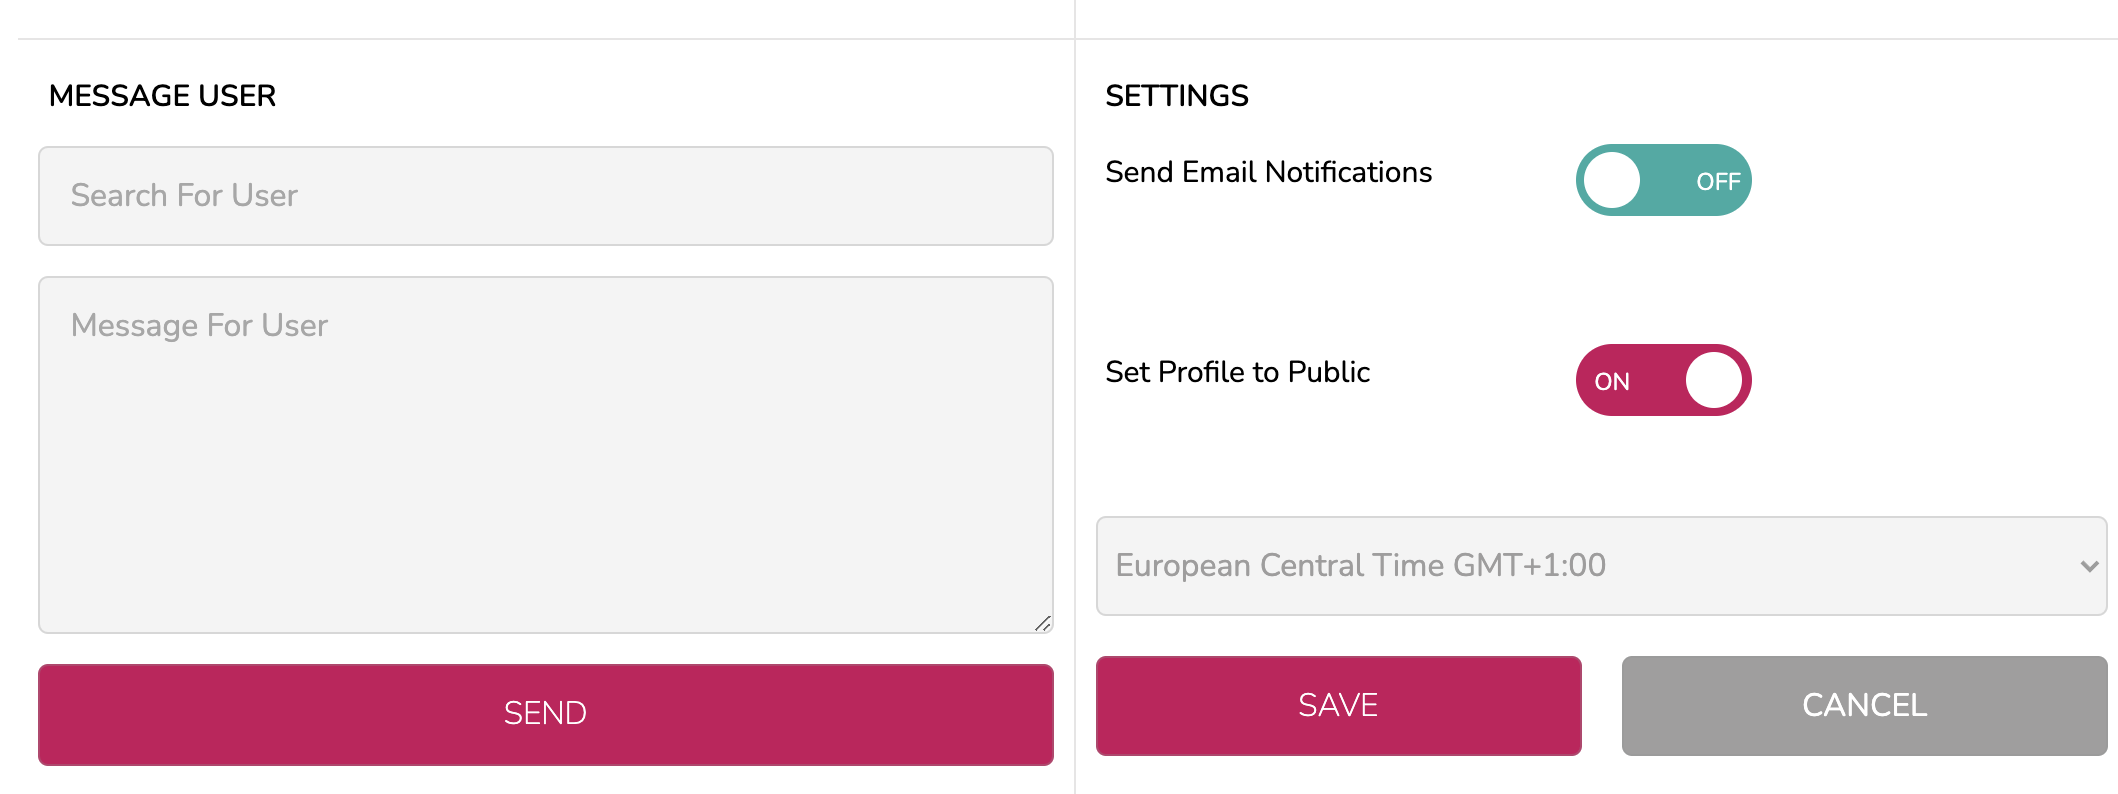 MESSAGE USER
Search For User
Message For User
SEND
SETTINGS
Send Email Notifications
OFF
Set Profile to Public
ON
European Central Time GMT+1:00
SAVE
CANCEL